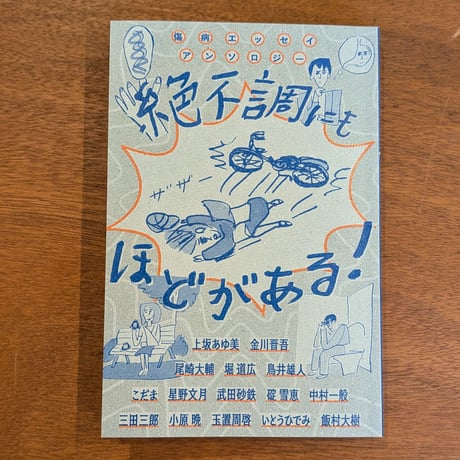 傷病エッセイ
アンソロジー
絶不調にも
ザザー
ほどがある!
上坂あゆ美 金川晋吾
尾崎大輔 堀道広 鳥井雄人
こだま 星野文月 武田砂鉄 碇雪恵 中村一般
三田三郎 小原晩 玉置周啓 いとうひでみ 飯村大樹